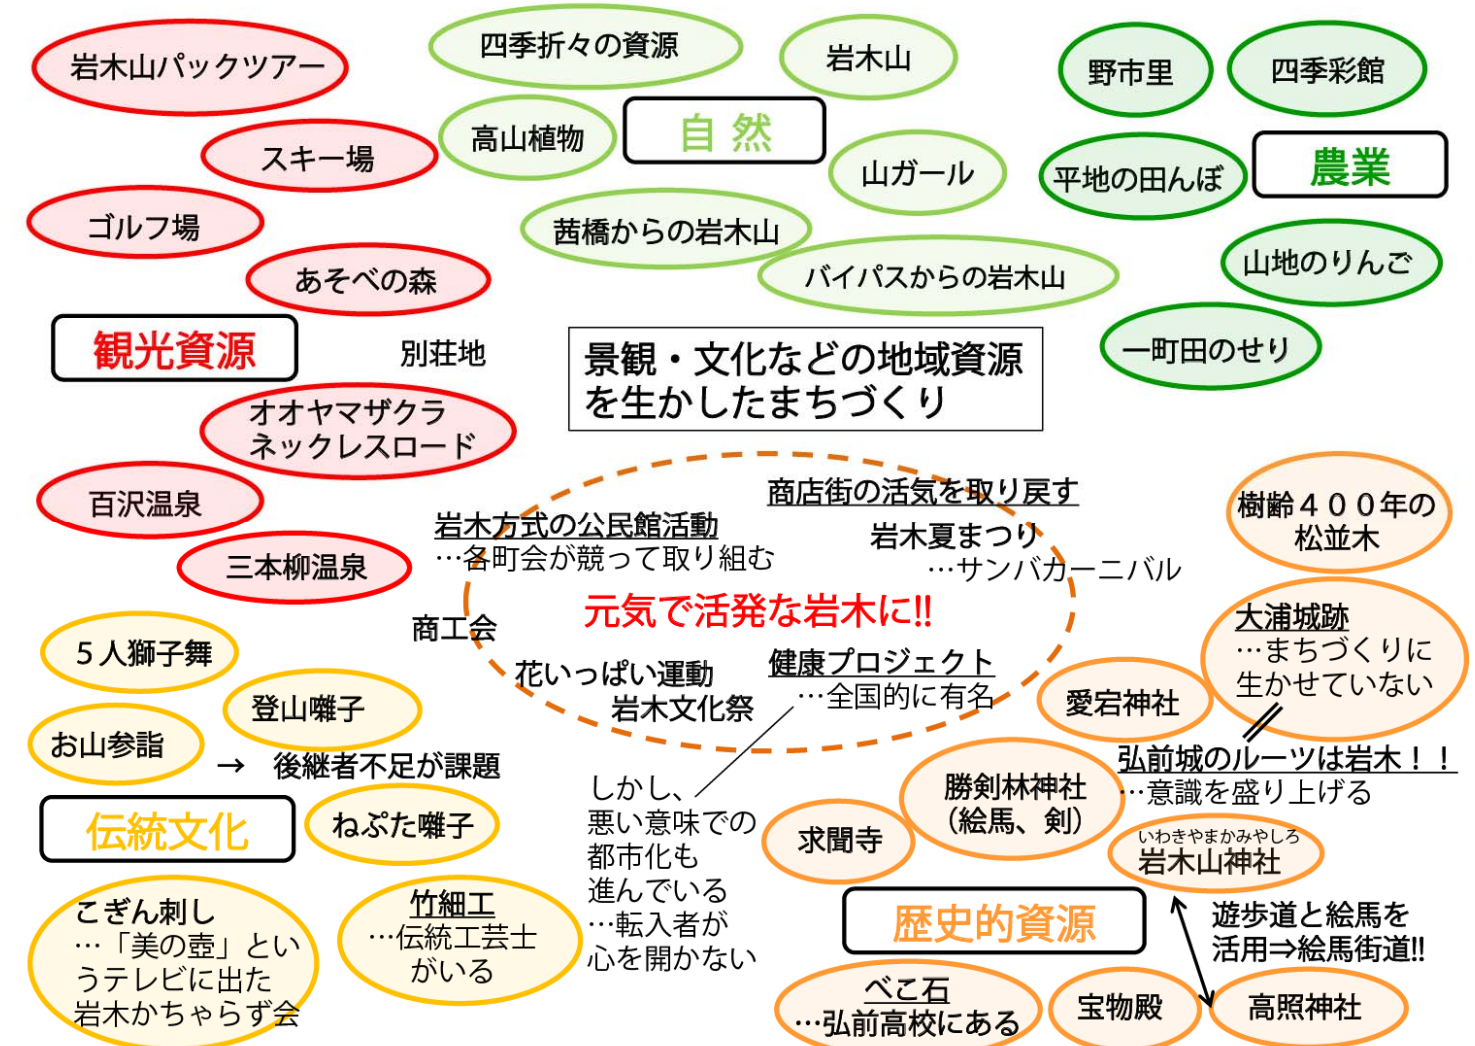 岩木山パックツアー
スキー場
ゴルフ場
あそべの森
観光資源
別荘地
オオヤマザクラ
ネックレスロード
百沢温泉
三本柳温泉
四季折々の資源
岩木山
高山植物
自 然
山ガール
茜橋からの岩木山
バイパスからの岩木山
野市里
四季彩館
平地の田んぼ
農業
山地のりんご
一町田のせり
景観・文化などの地域資源
を生かしたまちづくり
商店街の活気を取り戻す
岩木方式の公民館活動
…各町会が競って取り組む
岩木夏まつり
…サンバカーニバル
元気で活発な岩木に!!
商工会
花いっぱい運動
岩木文化祭
健康プロジェクト
…全国的に有名
しかし、
悪い意味での
都市化も
進んでいる
…転入者が
心を開かない
５人獅子舞
登山囃子
お山参詣
→ 後継者不足が課題
伝統文化
ねぷた囃子
こぎん刺し
…「美の壺」とい
うテレビに出た
岩木かちゃらず会
竹細工
…伝統工芸士
がいる
樹齢４００年の
松並木
大浦城跡
…まちづくりに
生かせていない
愛宕神社
弘前城のルーツは岩木！！
…意識を盛り上げる
勝剣林神社
（絵馬、剣）
求聞寺
いわきやまかみやしろ
岩木山神社
歴史的資源
遊歩道と絵馬を
活用⇒絵馬街道!!
べこ石
…弘前高校にある
宝物殿
高照神社